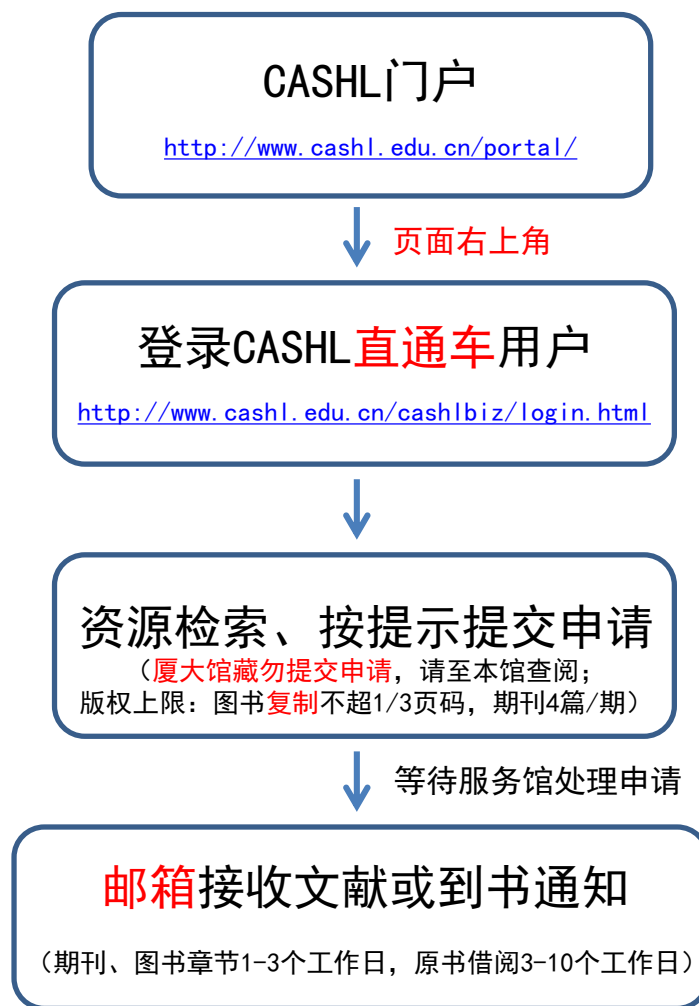 CASHL门户
http://www.cashl.edu.cn/portal/
页面右上角
登录CASHL直通车用户
http://www.cashl.edu.cn/cashlbiz/login.html
资源检索、按提示提交申请
（厦大馆藏勿提交申请，请至本馆查阅；
版权上限：图书复制不超1/3页码，期刊4篇/期）
等待服务馆处理申请
邮箱接收文献或到书通知
（期刊、图书章节1-3个工作日，原书借阅3-10个工作日）